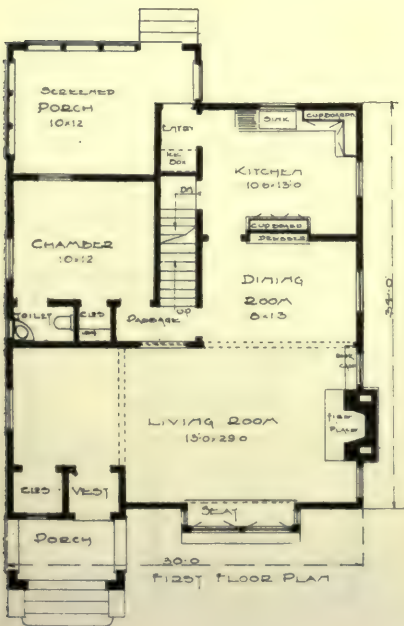 SCREENED
PORCH
10×12
ENTRY
ICE
BOX
SINK
CUPBOARD
KITCHEN
10-6×13-0
CUPBOARD
DRESSER
DN
CHAMBER
10×12
DINING
ROOM
8×13
TOILET
CLOS
PASSAGE
UP
BOOK
CASE
LIVING ROOM
13-0×29-0
FIRE
PLACE
CLOS
VEST
SEAT
PORCH
30-0
34-0
FIRST FLOOR PLAN